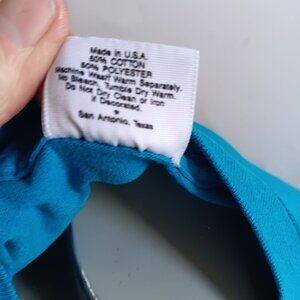 Made in U.S.A.
50% COTTON
50% POLYESTER
Machine Wash Warm Separately.
No Bleach, Tumble Dry Warm.
Do Not Dry Clean or Iron
if Decorated.
*
San Antonio, Texas